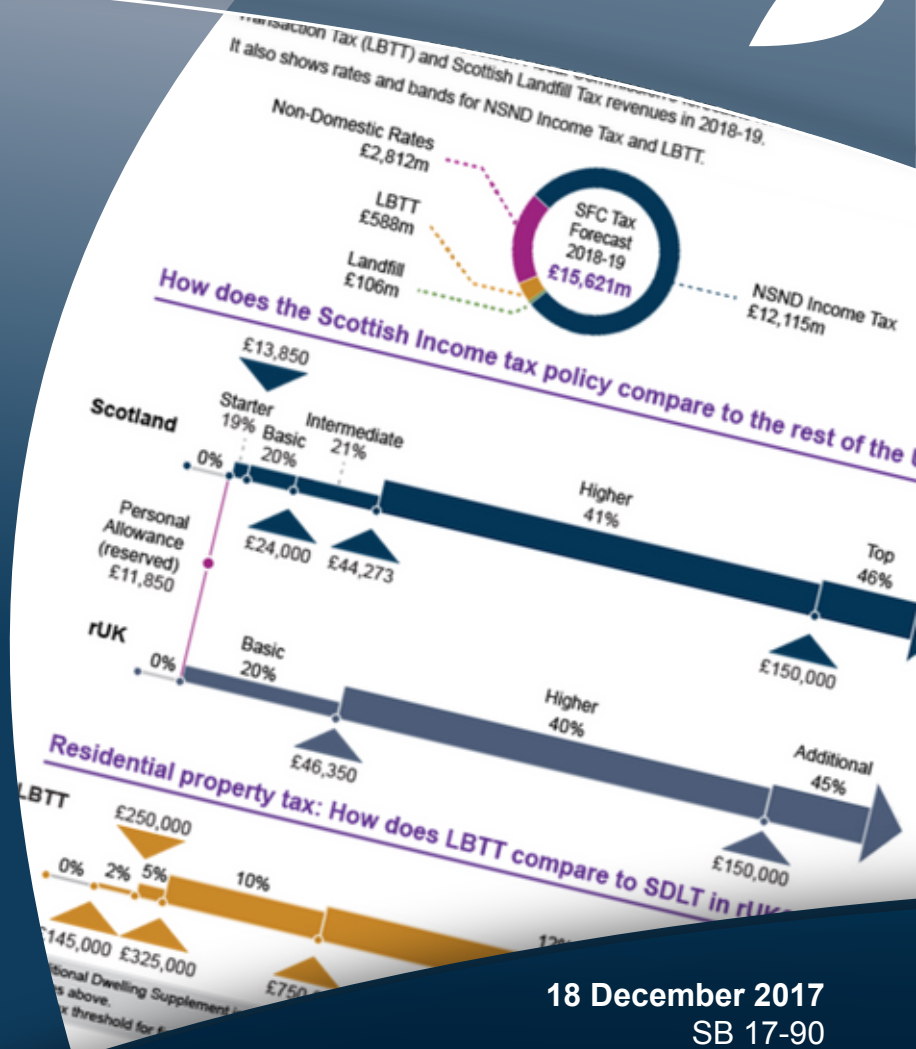 Transaction Tax (LBTT) and Scottish Landfill Tax revenues in 2018-19.
It also shows rates and bands for NSND Income Tax and LBTT.
Non-Domestic Rates
£2,812m
LBTT
£588m
Landfill
£106m
SFC Tax
Forecast
2018-19
£15,621m
NSND Income Tax
£12,115m
How does the Scottish Income tax policy compare to the rest of the
£13,850
Scotland
Starter
19%
Basic
20%
Intermediate
21%
0%
Higher
41%
Top
46%
Personal
Allowance
(reserved)
£11,850
£24,000
£44,273
£150,000
rUK
0%
Basic
20%
Higher
40%
Additional
45%
£46,350
£150,000
Residential property tax: How does LBTT compare to SDLT in rUK
LBTT
£250,000
0%
2%
5%
10%
£145,000
£325,000
tional Dwelling Supplement
above.
threshold for
18 December 2017
SB 17-90